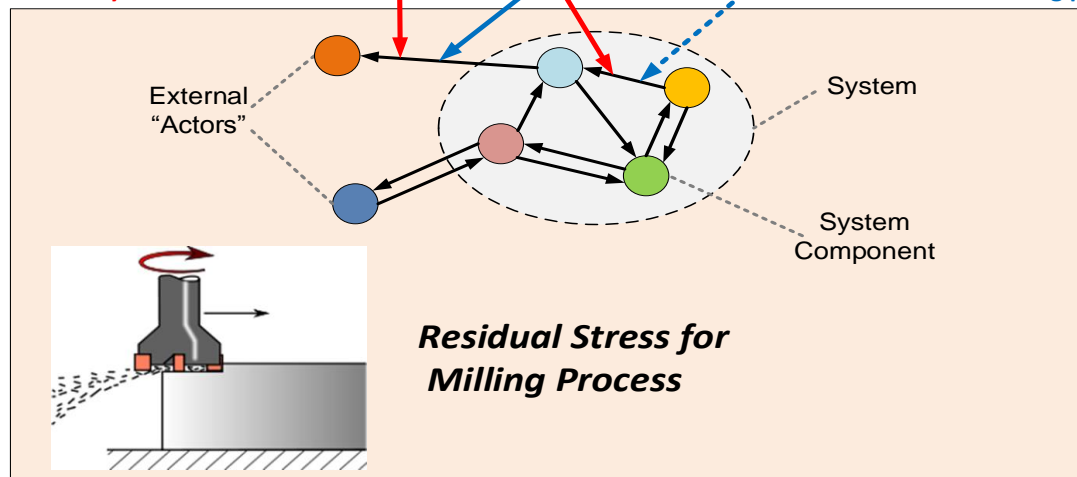 External
“Actors”
System
System
Component
Residual Stress for
Milling Process